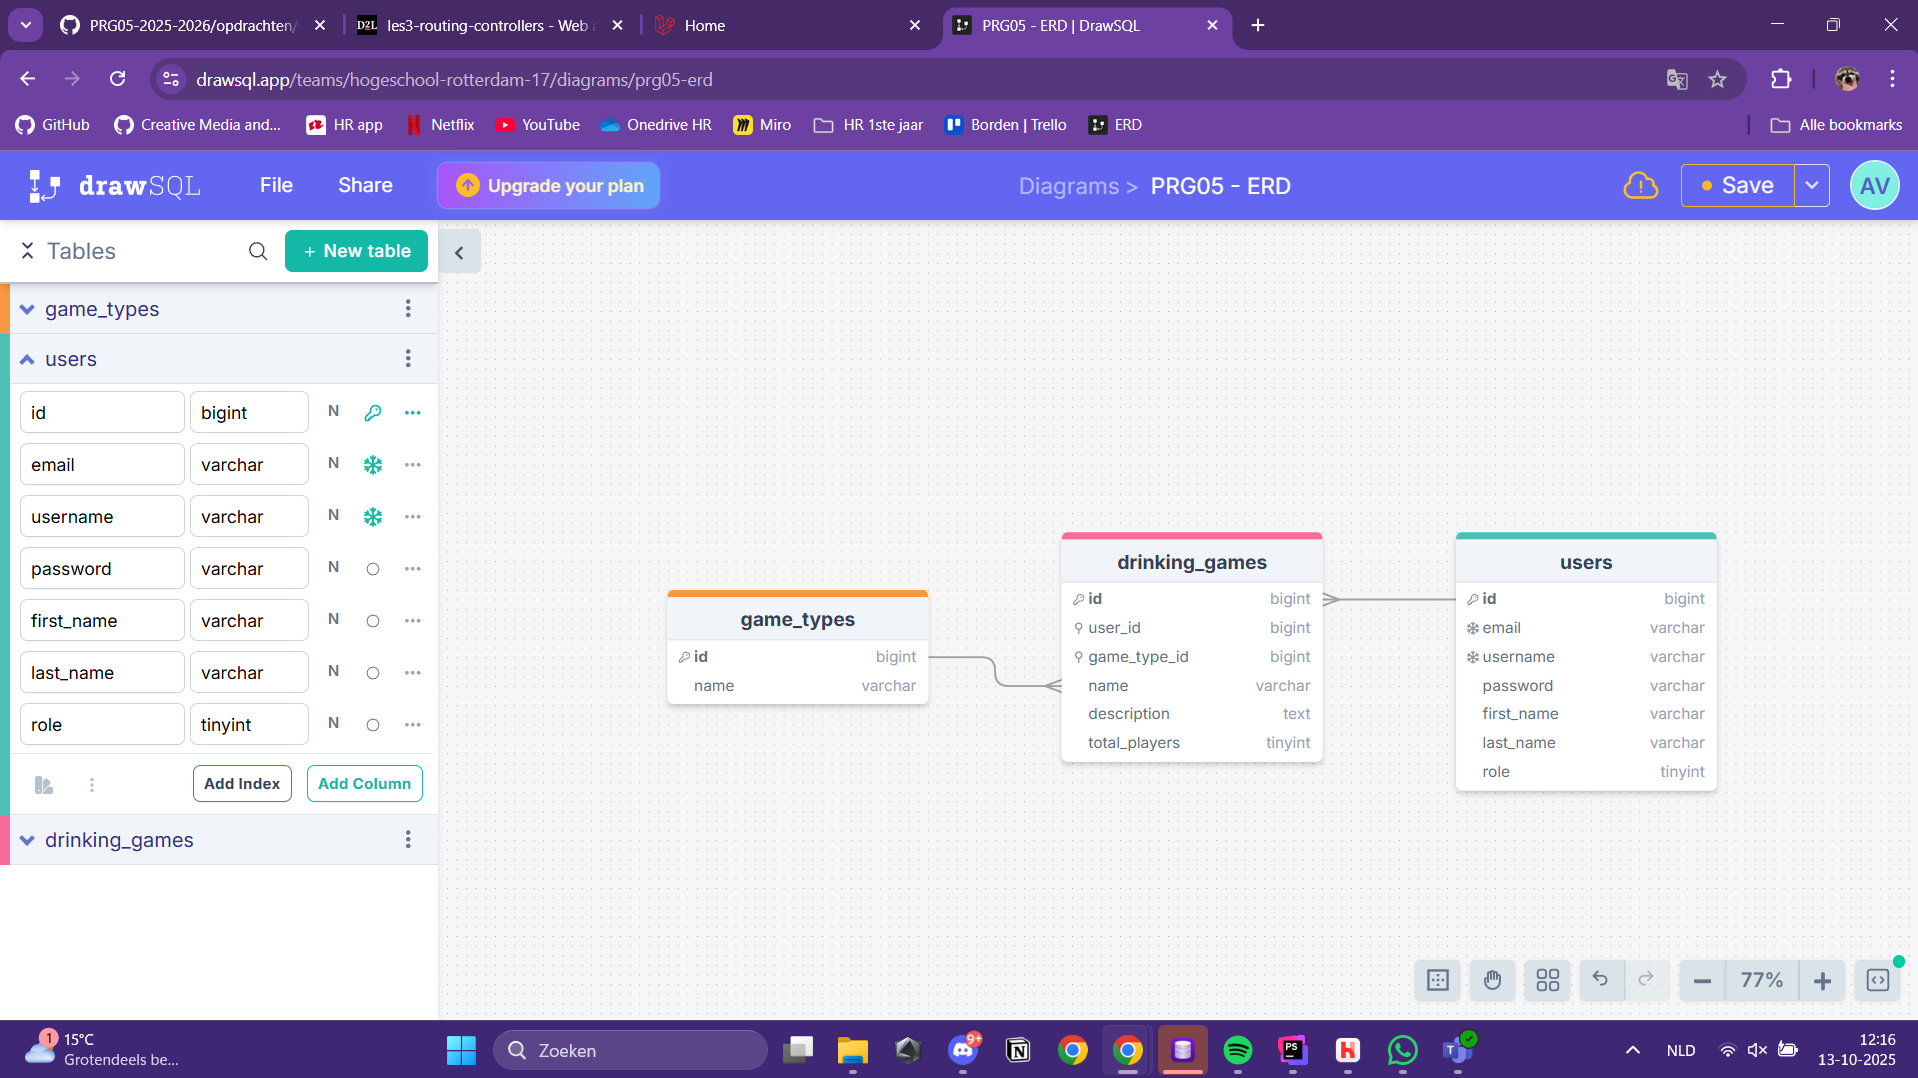 PRG05-2025-2026/opdrachten/
les3-routing-controllers - Web a
Home
PRG05 - ERD | DrawSQL
drawsql.app/teams/hogeschool-rotterdam-17/diagrams/prg05-erd
GitHub
Creative Media and...
HR app
Netflix
YouTube
Onedrive HR
Miro
HR 1ste jaar
Borden | Trello
ERD
Alle bookmarks
drawSQL
File
Share
Upgrade your plan
Diagrams > PRG05 - ERD
Save
AV
Tables
+ New table
game_types
users
id bigint N
email varchar N
username varchar N
password varchar N
first_name varchar N
last_name varchar N
role tinyint N
Add Index
Add Column
drinking_games
game_types
id bigint
name varchar
drinking_games
id bigint
user_id bigint
game_type_id bigint
name varchar
description text
total_players tinyint
users
id bigint
email varchar
username varchar
password varchar
first_name varchar
last_name varchar
role tinyint
77%
1
15°C
Grotendeels be...
Zoeken
9+
PS
NLD
12:16
13-10-2025